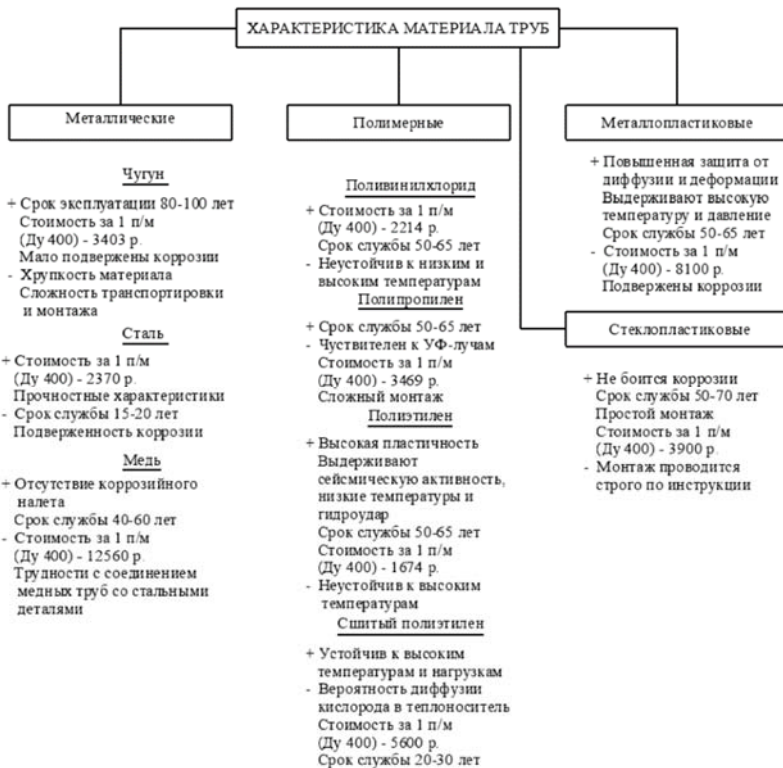 ХАРАКТЕРИСТИКА МАТЕРИАЛА ТРУБ
Металлические
Чугун
+ Срок эксплуатации 80-100 лет
Стоимость за 1 п/м
(Ду 400) - 3403 р.
Мало подвержены коррозии
- Хрупкость материала
Сложность транспортировки
и монтажа
Сталь
+ Стоимость за 1 п/м
(Ду 400) - 2370 р.
Прочностные характеристики
- Срок службы 15-20 лет
Подверженность коррозии
Медь
+ Отсутствие коррозийного
налета
Срок службы 40-60 лет
- Стоимость за 1 п/м
(Ду 400) - 12560 р.
Трудности с соединением
медных труб со стальными
деталями
Полимерные
Поливинилхлорид
+ Стоимость за 1 п/м
(Ду 400) - 2214 р.
Срок службы 50-65 лет
- Неустойчив к низким и
высоким температурам
Полипропилен
+ Срок службы 50-65 лет
- Чуствителен к УФ-лучам
Стоимость за 1 п/м
(Ду 400) - 3469 р.
Сложный монтаж
Полиэтилен
+ Высокая пластичность
Выдерживают
сейсмическую активность,
низкие температуры и
гидроудар
Срок службы 50-65 лет
Стоимость за 1 п/м
(Ду 400) - 1674 р.
- Неустойчив к высоким
температурам
Сшитый полиэтилен
+ Устойчив к высоким
температурам и нагрузкам
- Вероятность диффузии
кислорода в теплоноситель
Стоимость за 1 п/м
(Ду 400) - 5600 р.
Срок службы 20-30 лет
Металлопластиковые
+ Повышенная защита от
диффузии и деформации
Выдерживают высокую
температуру и давление
Срок службы 50-65 лет
- Стоимость за 1 п/м
(Ду 400) - 8100 р.
Подвержены коррозии
Стеклопластиковые
+ Не боится коррозии
Срок службы 50-70 лет
Простой монтаж
Стоимость за 1 п/м
(Ду 400) - 3900 р.
- Монтаж проводится
строго по инструкции